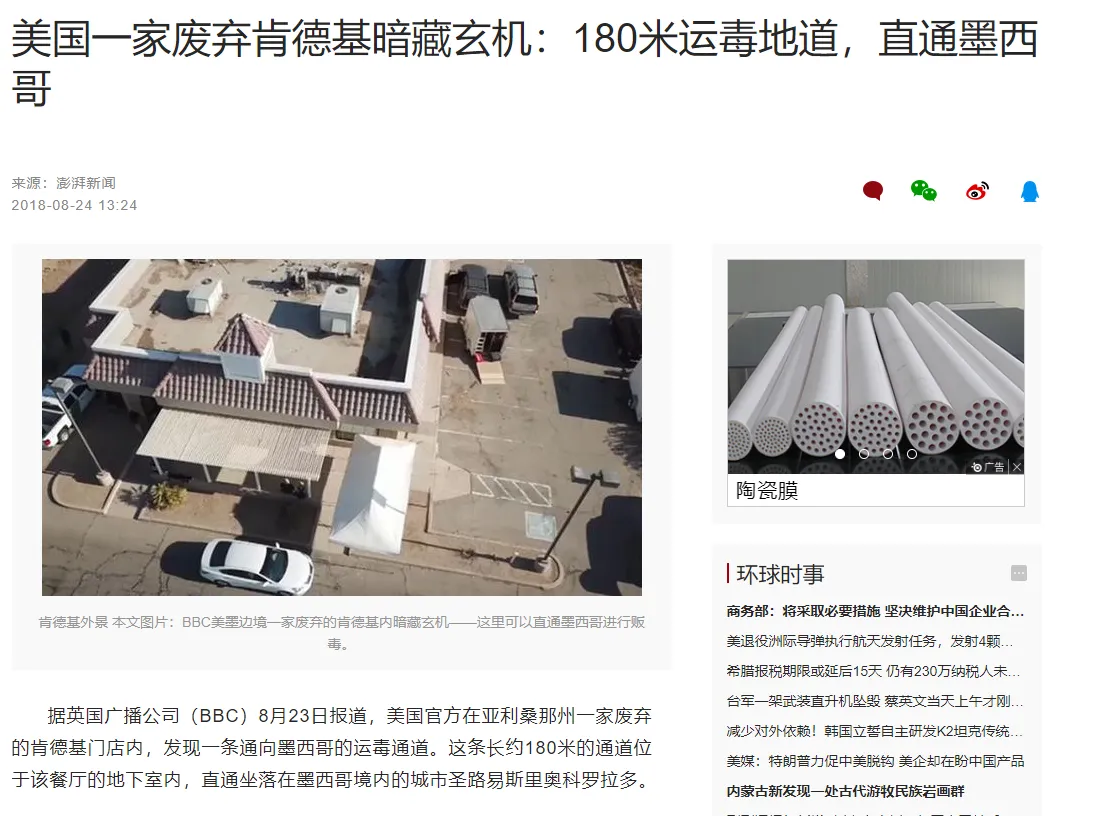 美国一家废弃肯德基暗藏玄机：180米运毒地道，直通墨西
哥
来源：澎湃新闻
2018-08-24 13:24
肯德基外景 本文图片：BBC美墨边境一家废弃的肯德基内暗藏玄机——这里可以直通墨西哥进行贩
毒。
据英国广播公司（BBC）8月23日报道，美国官方在亚利桑那州一家废弃
的肯德基门店内，发现一条通向墨西哥的运毒通道。这条长约180米的通道位
于该餐厅的地下室内，直通坐落在墨西哥境内的城市圣路易斯里奥科罗拉多。
广告
陶瓷膜
环球时事
商务部：将采取必要措施 坚决维护中国企业合...
美退役洲际导弹执行航天发射任务，发射4颗...
希腊报税期限或延后15天 仍有230万纳税人未...
台军一架武装直升机坠毁 蔡英文当天上午才刚...
减少对外依赖！韩国立誓自主研发K2坦克传统...
美媒：特朗普力促中美脱钩 美企却在盼中国产品
内蒙古新发现一处古代游牧民族岩画群